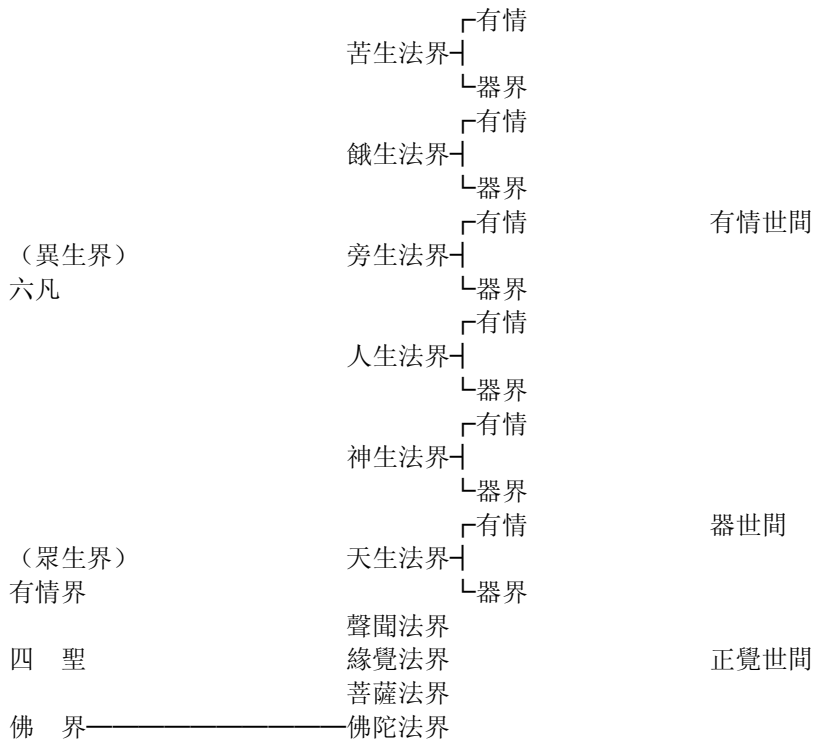 ┌有情
苦生法界┤
└器界
┌有情
餓生法界┤
└器界
┌有情 有情世間
（異生界） 旁生法界┤
六凡 └器界
┌有情
人生法界┤
└器界
┌有情
神生法界┤
└器界
┌有情 器世間
（眾生界） 天生法界┤
有情界 └器界
聲聞法界
四 聖 緣覺法界 正覺世間
菩薩法界
佛 界──────────佛陀法界